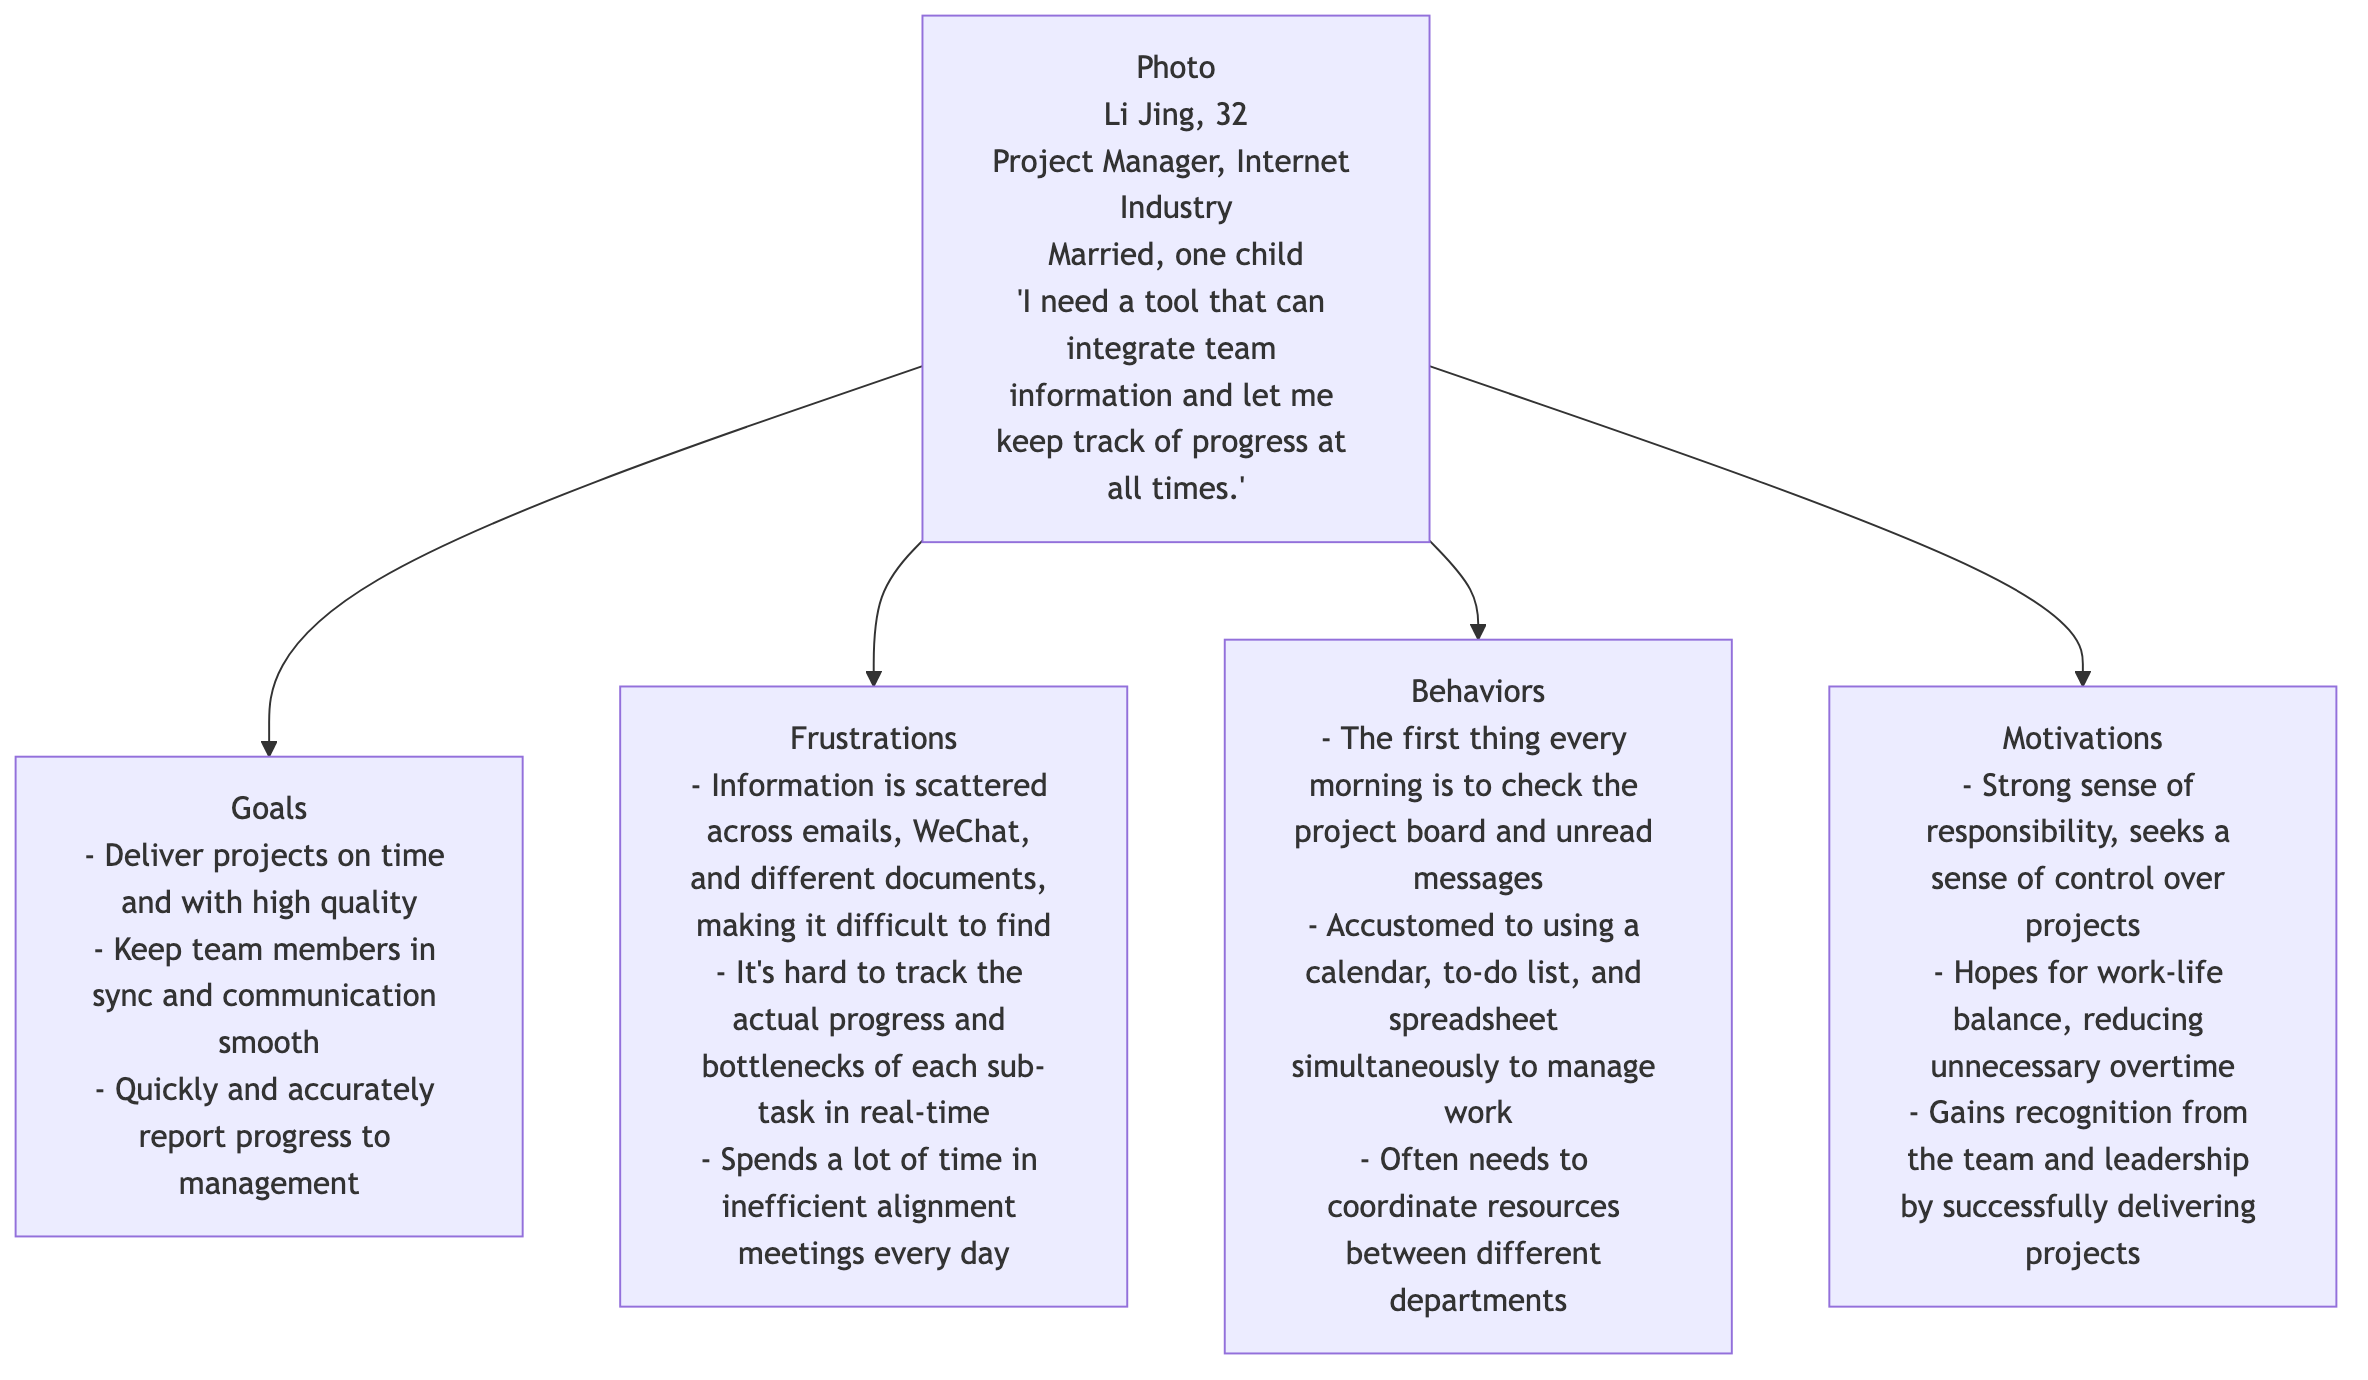 Photo
Li Jing, 32
Project Manager, Internet
Industry
Married, one child
'I need a tool that can
integrate team
information and let me
keep track of progress at
all times.'
Goals
- Deliver projects on time
and with high quality
- Keep team members in
sync and communication
smooth
- Quickly and accurately
report progress to
management
Frustrations
- Information is scattered
across emails, WeChat,
and different documents,
making it difficult to find
- It's hard to track the
actual progress and
bottlenecks of each sub-
task in real-time
- Spends a lot of time in
inefficient alignment
meetings every day
Behaviors
- The first thing every
morning is to check the
project board and unread
messages
- Accustomed to using a
calendar, to-do list, and
spreadsheet
simultaneously to manage
work
- Often needs to
coordinate resources
between different
departments
Motivations
- Strong sense of
responsibility, seeks a
sense of control over
projects
- Hopes for work-life
balance, reducing
unnecessary overtime
- Gains recognition from
the team and leadership
by successfully delivering
projects